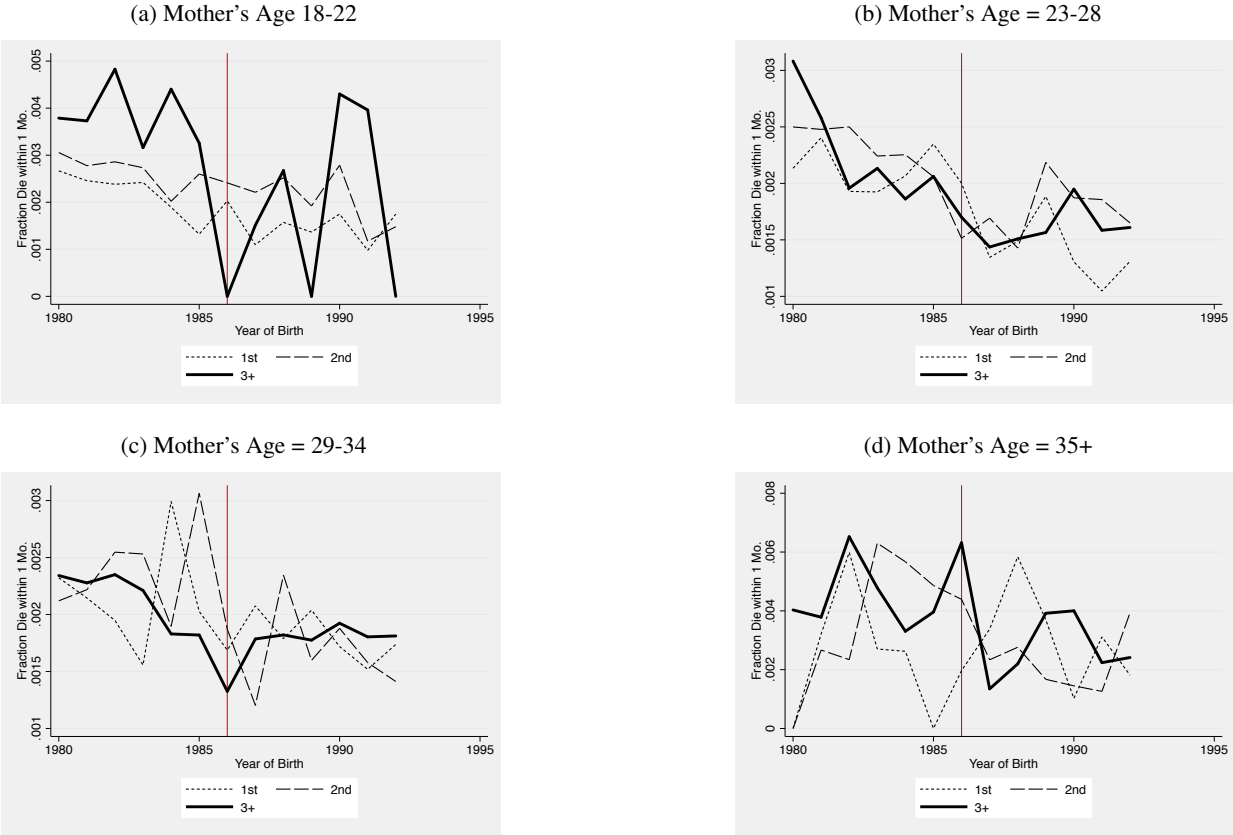 (a) Mother's Age 18-22
Fraction Die within 1 Mo.
.005
.004
.003
.002
.001
0
1980 1985 1990 1995
Year of Birth
1st 2nd
3+
(b) Mother's Age = 23-28
Fraction Die within 1 Mo.
.003
.0025
.002
.0015
.001
1980 1985 1990 1995
Year of Birth
1st 2nd
3+
(c) Mother's Age = 29-34
Fraction Die within 1 Mo.
.003
.0025
.002
.0015
.001
1980 1985 1990 1995
Year of Birth
1st 2nd
3+
(d) Mother's Age = 35+
Fraction Die within 1 Mo.
.008
.006
.004
.002
0
1980 1985 1990 1995
Year of Birth
1st 2nd
3+